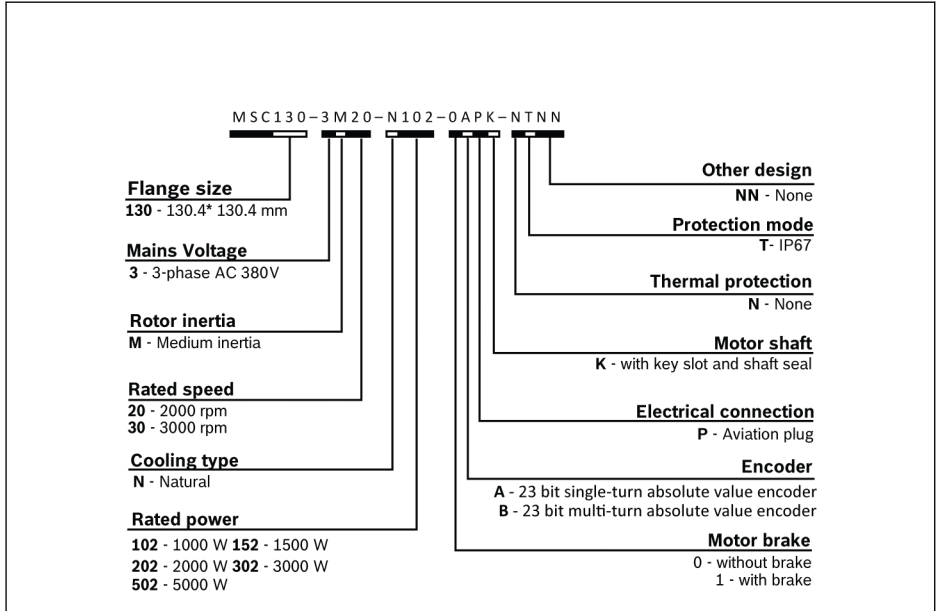 MSC130-3M20-N102-0APK-NTNN
Flange size
130 - 130.4* 130.4 mm
Mains Voltage
3 - 3-phase AC 380V
Rotor inertia
M - Medium inertia
Rated speed
20 - 2000 rpm
30 - 3000 rpm
Cooling type
N - Natural
Rated power
102 - 1000 W 152 - 1500 W
202 - 2000 W 302 - 3000 W
502 - 5000 W
Other design
NN - None
Protection mode
T- IP67
Thermal protection
N - None
Motor shaft
K - with key slot and shaft seal
Electrical connection
P - Aviation plug
Encoder
A - 23 bit single-turn absolute value encoder
B - 23 bit multi-turn absolute value encoder
Motor brake
0 - without brake
1 - with brake